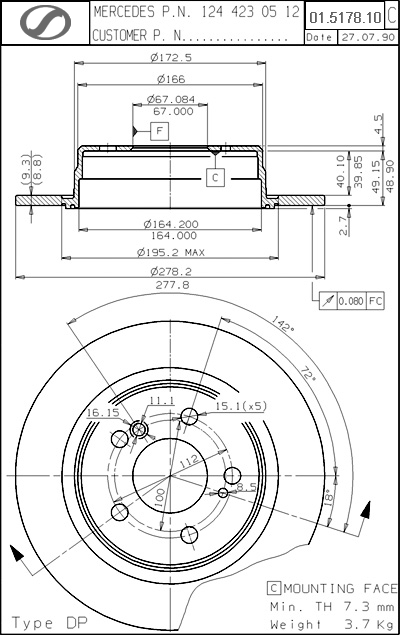 MERCEDES P.N. 124 423 05 12
CUSTOMER P. N................
01.5178.10
C
Date 27.07.90
Ø172.5
Ø166
Ø67.084
67.000
F
C
4.5
(9.3)
(8.8)
40.10
39.85
49.15
48.90
2.7
Ø164.200
164.000
Ø195.2 MAX
Ø278.2
277.8
0.080 FC
142°
72°
11.1
16.15
15.1(x5)
112
100
8.5
18°
C MOUNTING FACE
Min. TH 7.3 mm
Type DP
Weight 3.7 Kg